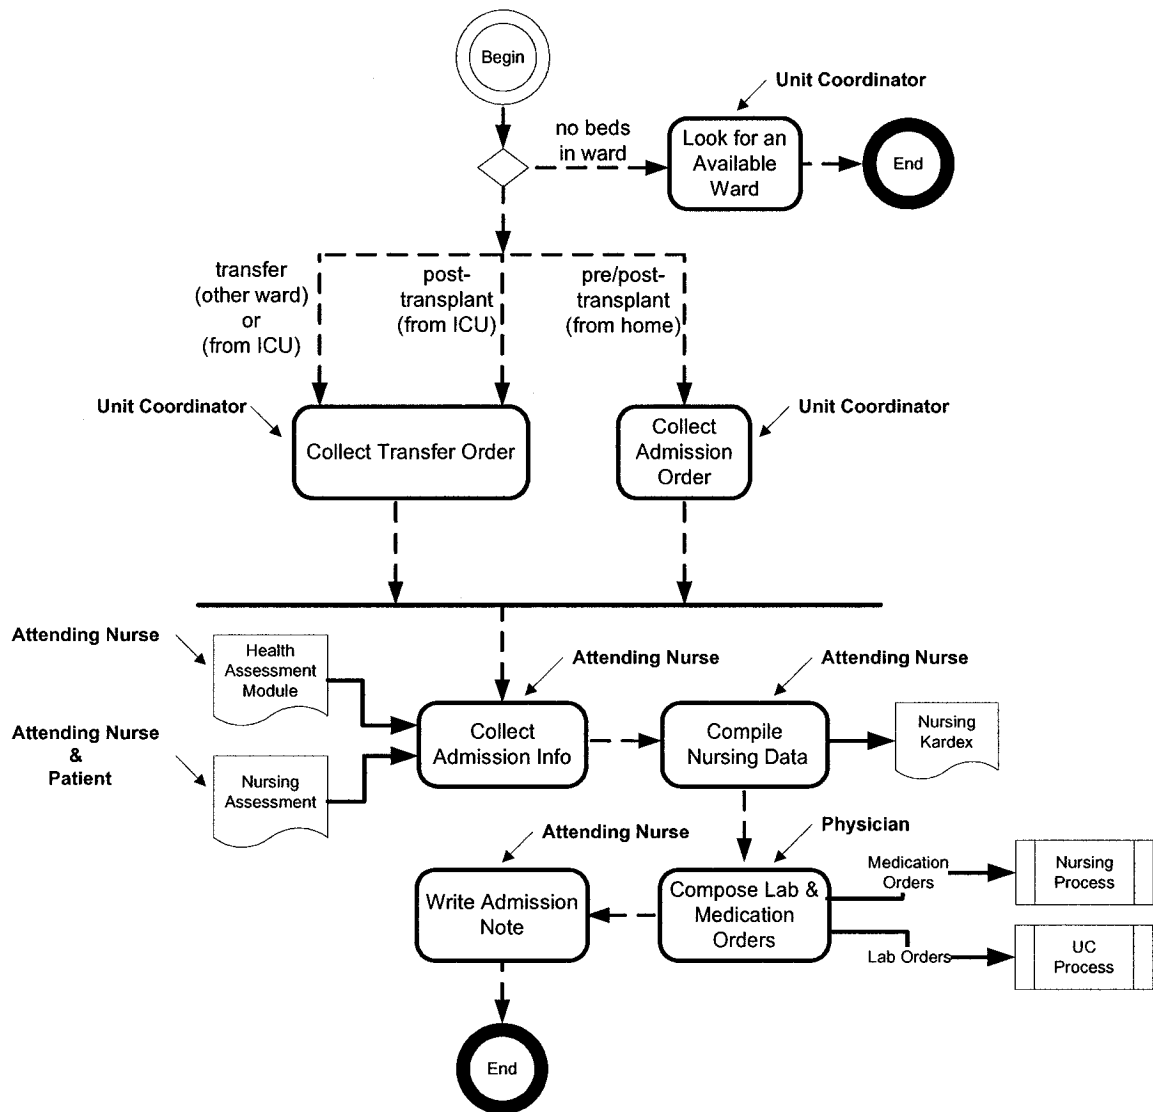 Begin
Unit Coordinator
no beds
in ward
Look for an
Available
Ward
End
transfer
(other ward)
or
(from ICU)
post-
transplant
(from ICU)
pre/post-
transplant
(from home)
Unit Coordinator
Collect Transfer Order
Unit Coordinator
Collect
Admission
Order
Attending Nurse
Health
Assessment
Module
Attending Nurse
Attending Nurse
Collect
Admission Info
Compile
Nursing Data
Nursing
Kardex
Attending Nurse
&
Patient
Nursing
Assessment
Attending Nurse
Physician
Write Admission
Note
Compose Lab &
Medication
Orders
Medication
Orders
Nursing
Process
Lab Orders
UC
Process
End